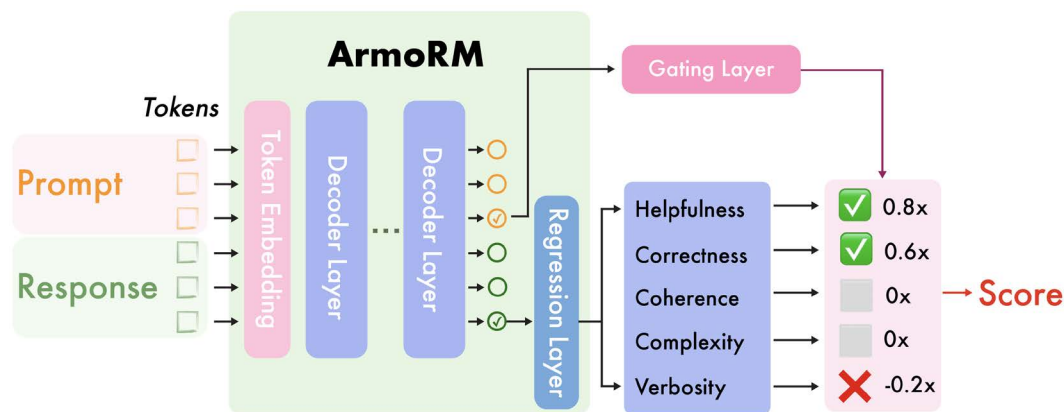 ArmoRM
Tokens
Prompt
Response
Token Embedding
Decoder Layer
...
Decoder Layer
Regression Layer
Gating Layer
Helpfulness
Correctness
Coherence
Complexity
Verbosity
0.8x
0.6x
0x
0x
-0.2x
Score